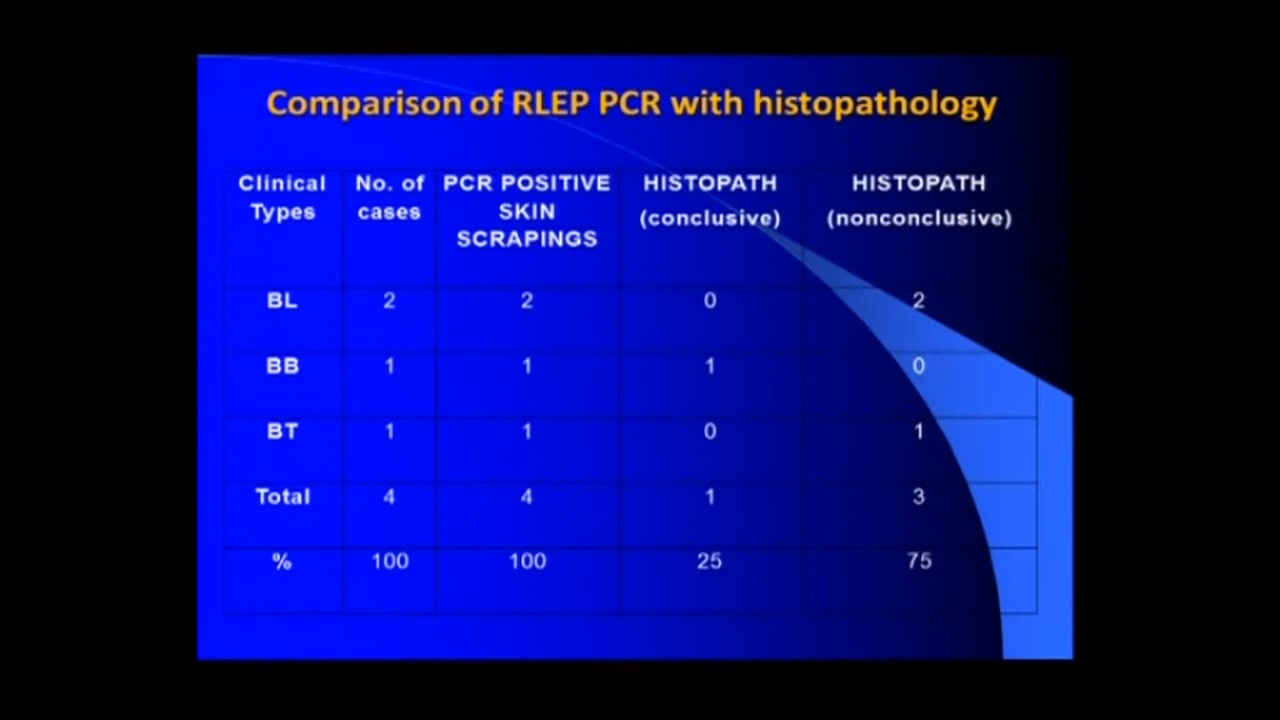 Comparison of RLEP PCR with histopathology
Clinical Types No. of cases PCR POSITIVE SKIN SCRAPINGS HISTOPATH (conclusive) HISTOPATH (nonconclusive)
BL 2 2 0 2
BB 1 1 1 0
BT 1 1 0 1
Total 4 4 1 3
% 100 100 25 75